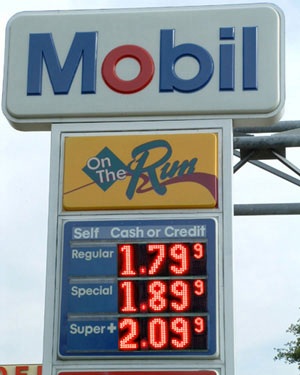 Mobil
On
The Run
Self Cash or Credit
Regular 1.79 9
Special 1.89 9
Super+ 2.09 9